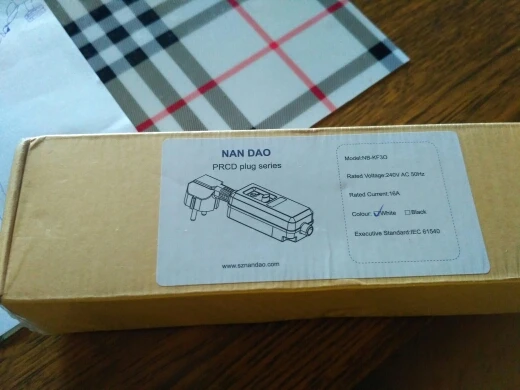 NAN DAO
PRCD plug series
www.sznandao.com
Model:NB-KF3G
Rated Voltage:240V AC 50Hz
Rated Current:16A
Colour: White Black
Executive Standard:IEC 61540